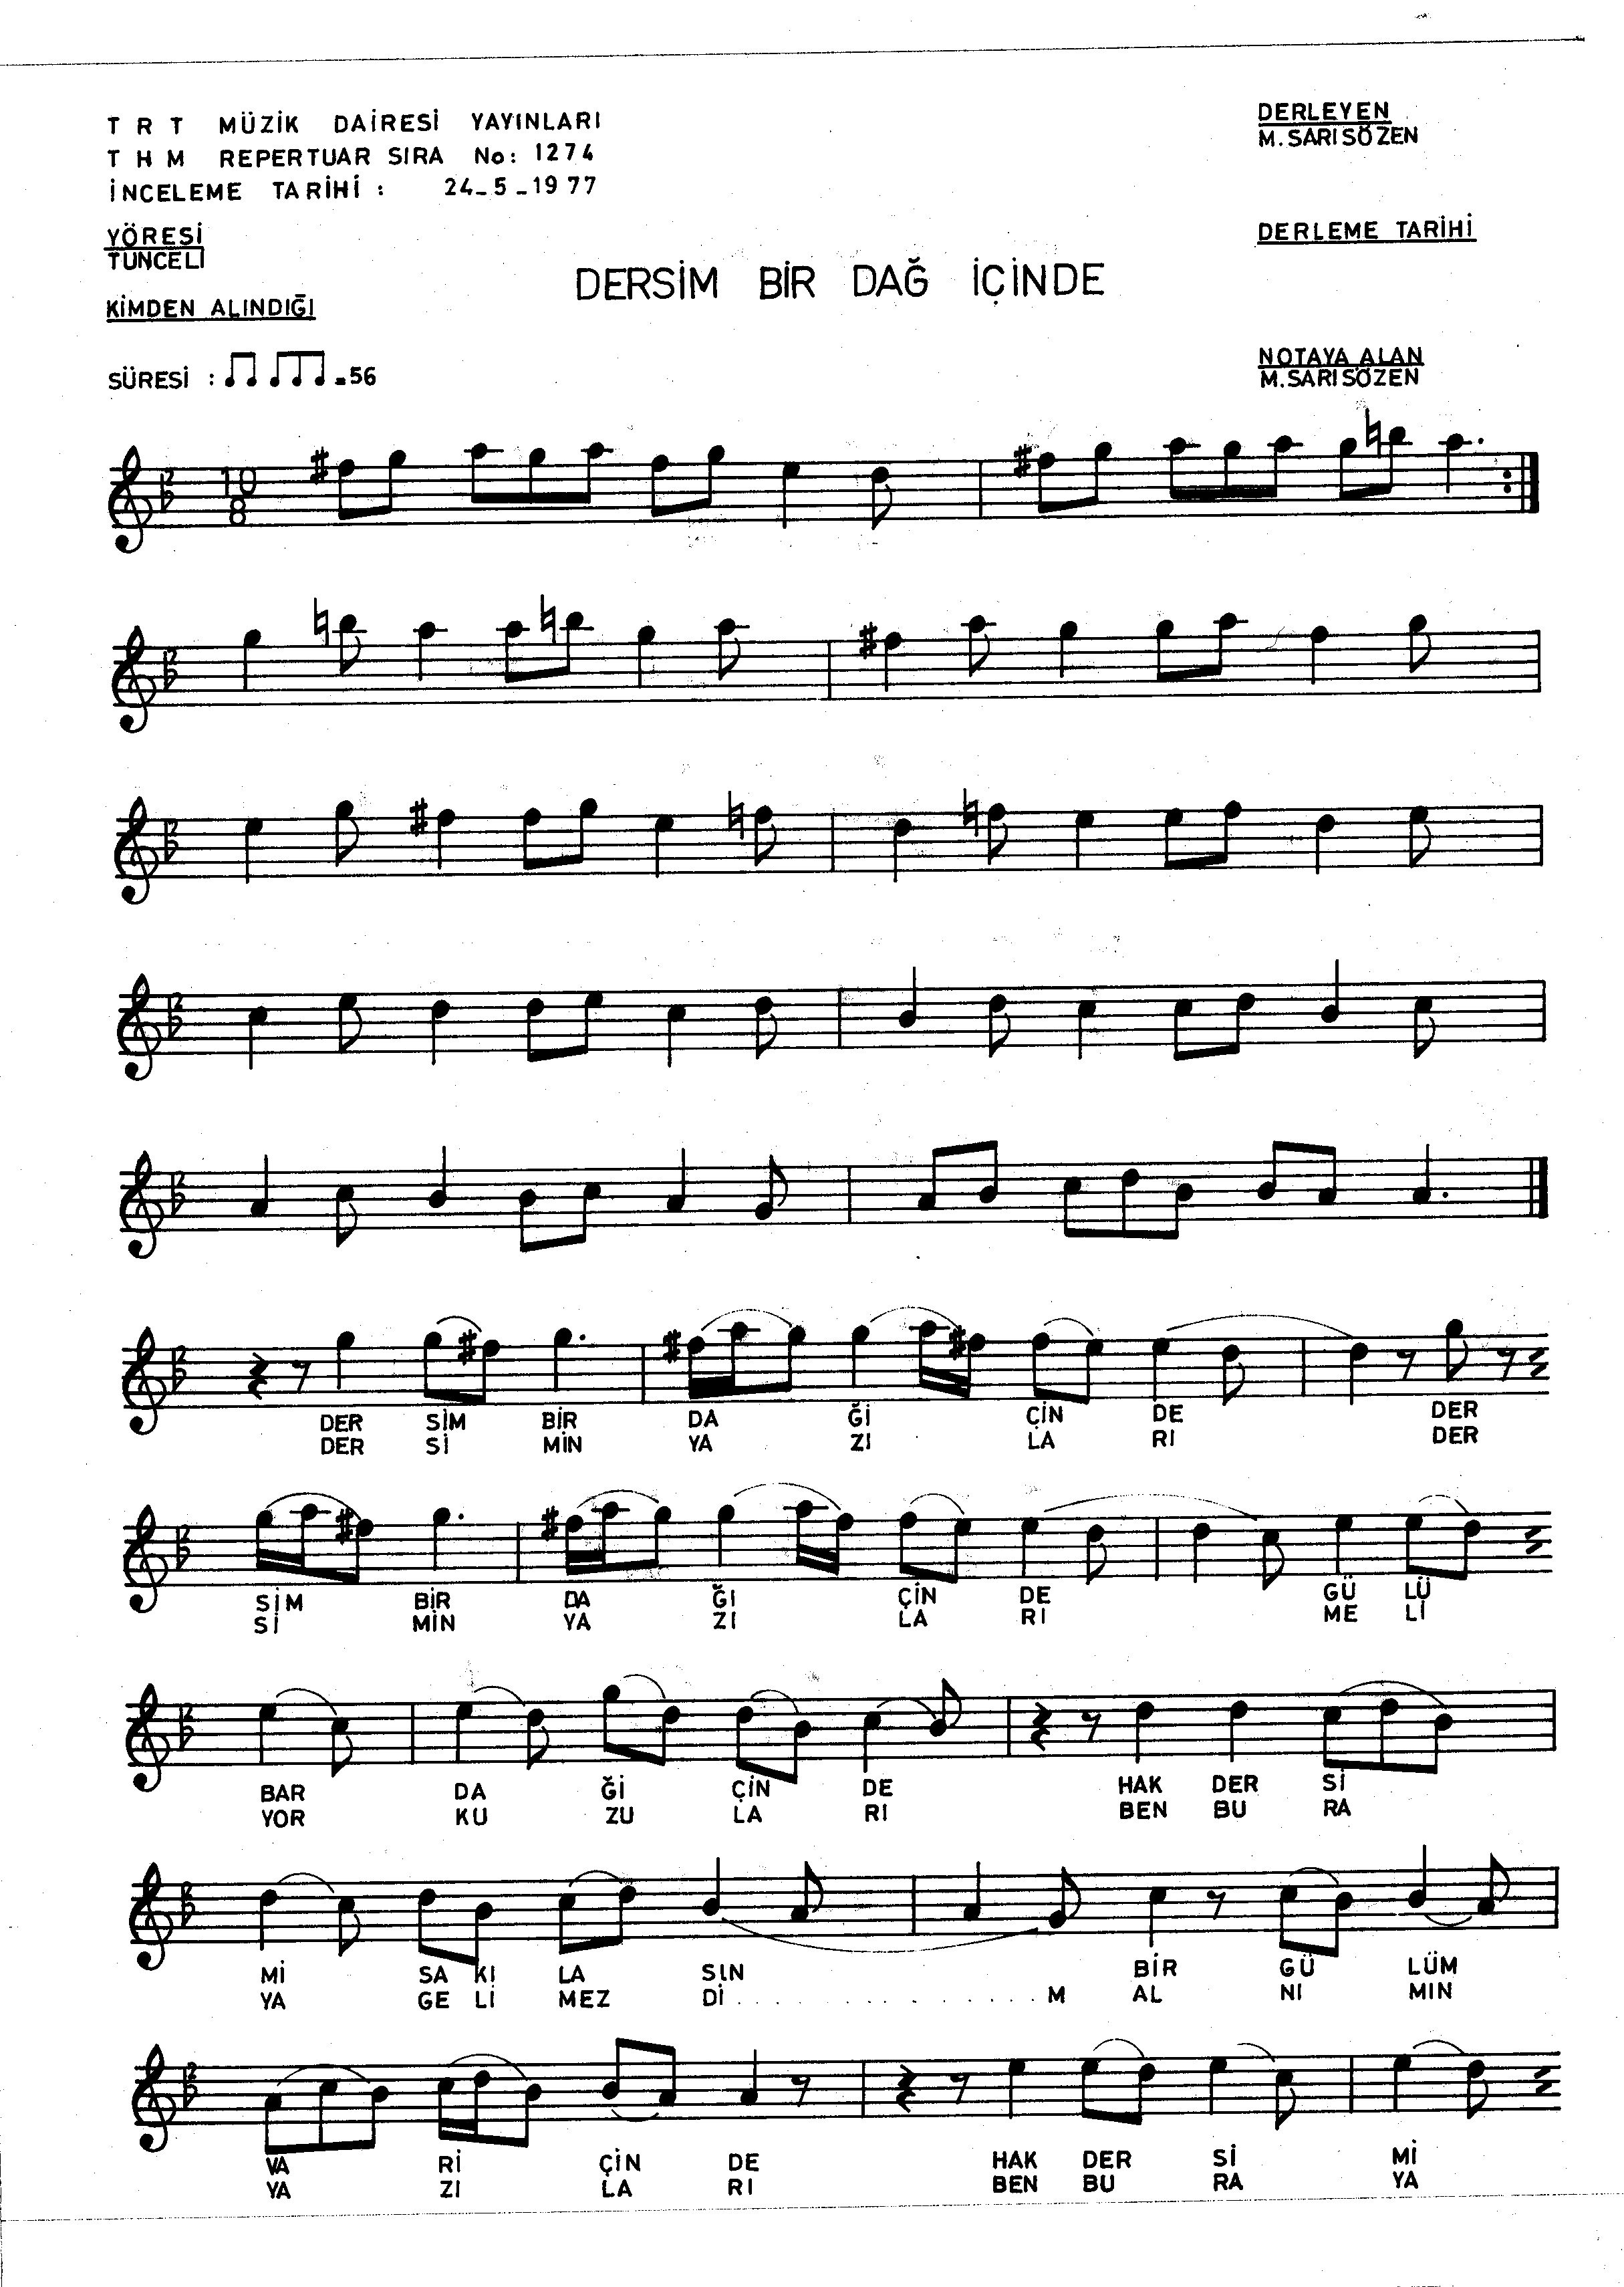 TRT MÜZİK DAİRESİ YAYINLARI
THM REPERTUAR SIRA No: 1274
İNCELEME TARİHİ : 24_5_1977
DERLEYEN
M. SARISÖZEN
YÖRESİ
TUNCELİ
DERLEME TARİHİ
DERSİM BİR DAĞ İÇİNDE
KİMDEN ALINDIĞI
NOTAYA ALAN
M. SARISÖZEN
SÜRESİ : = 56
10
8
DER SİM BİR DA Ğİ ÇİN DE DER
DER Sİ MİN YA ZI LA RI DER
SİM BİR DA ĞI ÇİN DE GÜ LÜ
Sİ MİN YA ZI LA RI ME Lİ
BAR DA Ğİ ÇİN DE HAK DER Sİ
YOR KU ZU LA RI BEN BU RA
Mİ SA KI LA SIN BİR GÜ LÜM
YA GE Lİ MEZ Dİ . . . . . . . . . . . . . . M AL NI MIN
VA Rİ ÇİN DE HAK DER Sİ Mİ
YA ZI LA RI BEN BU RA YA